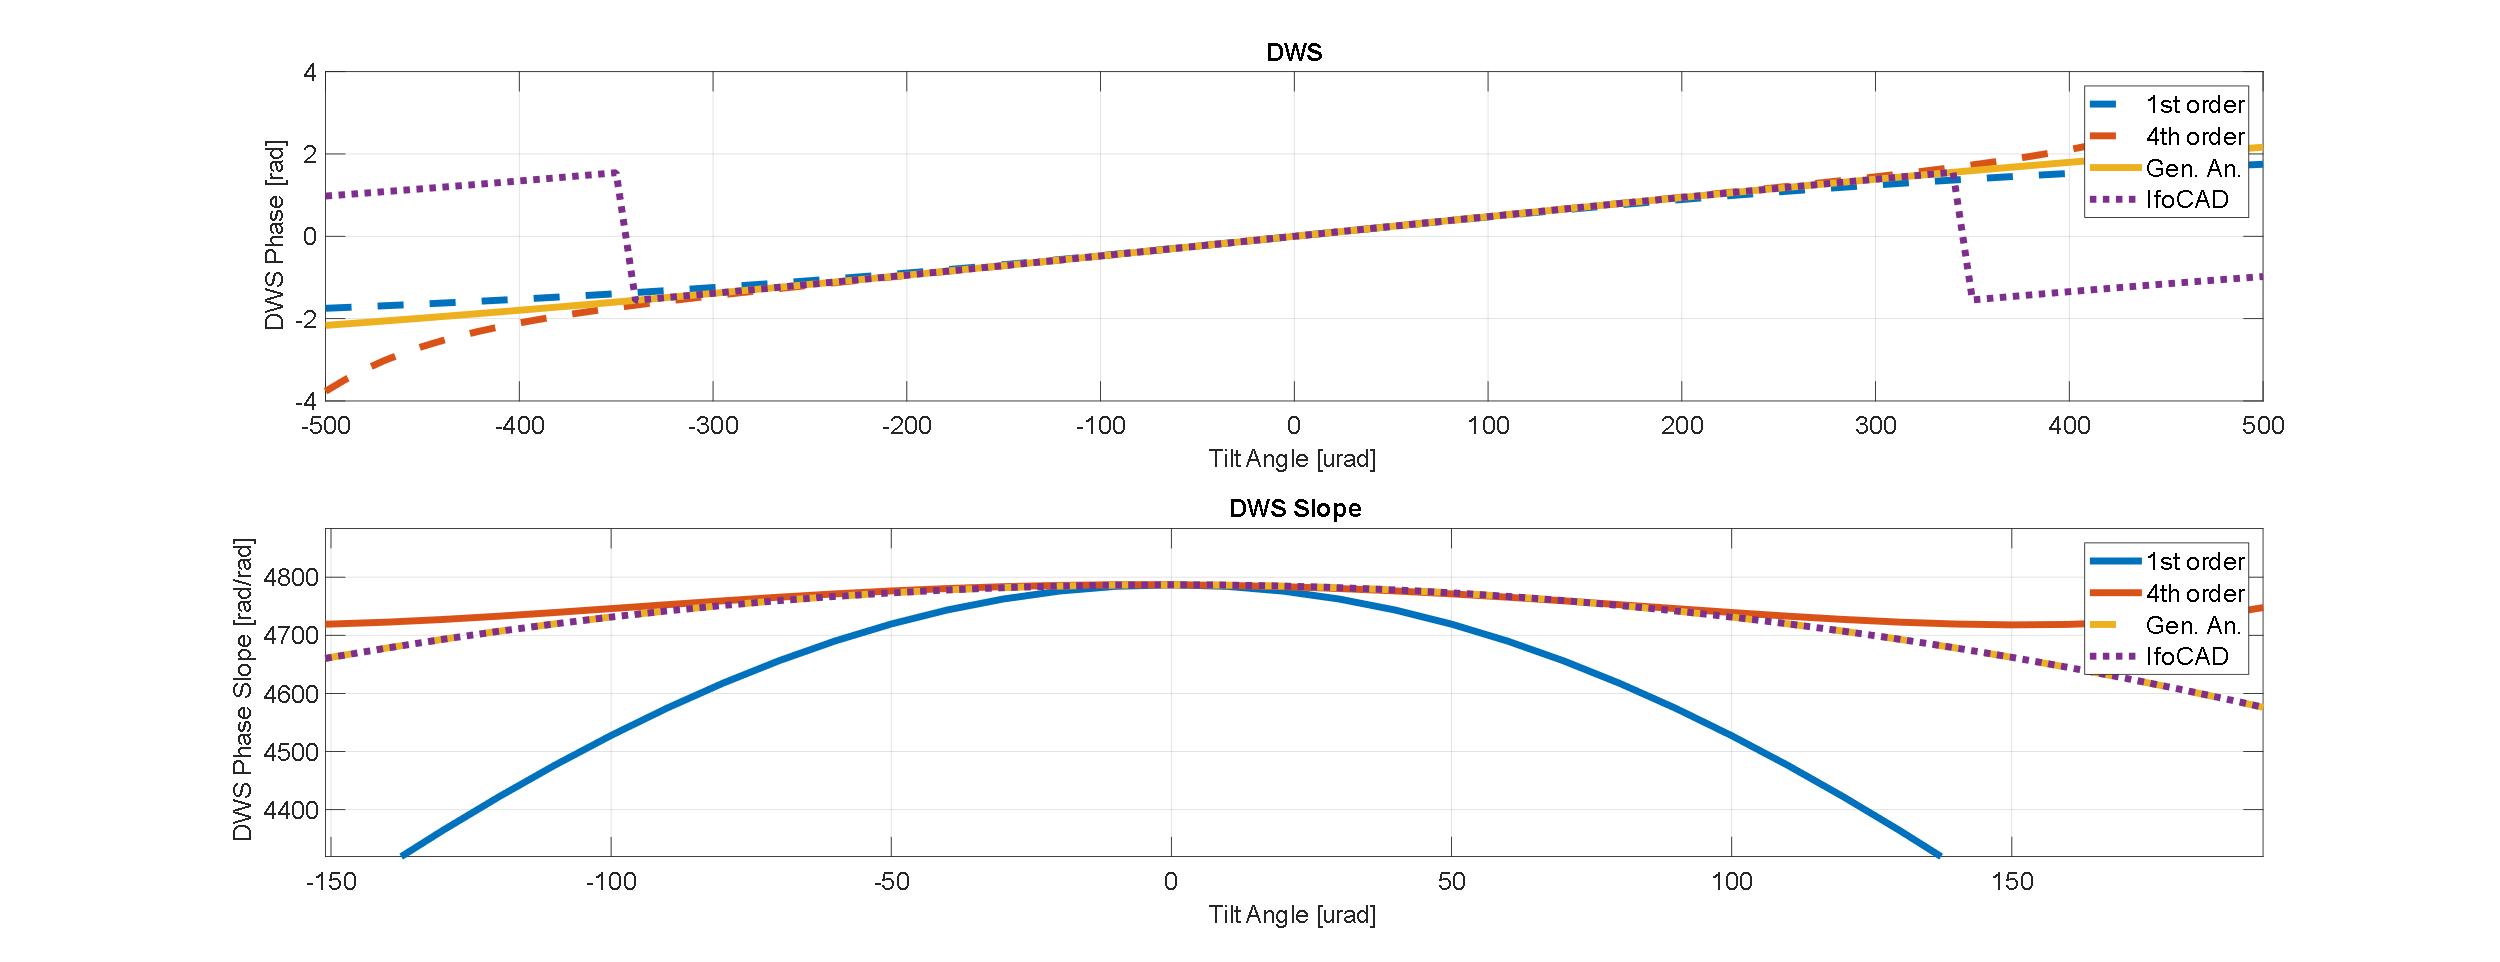 DWS
DWS Phase [rad]
4
2
0
-2
-4
-500 -400 -300 -200 -100 0 100 200 300 400 500
Tilt Angle [urad]
1st order
4th order
Gen. An.
IfoCAD
DWS Slope
DWS Phase Slope [rad/rad]
4800
4700
4600
4500
4400
-150 -100 -50 0 50 100 150
Tilt Angle [urad]
1st order
4th order
Gen. An.
IfoCAD